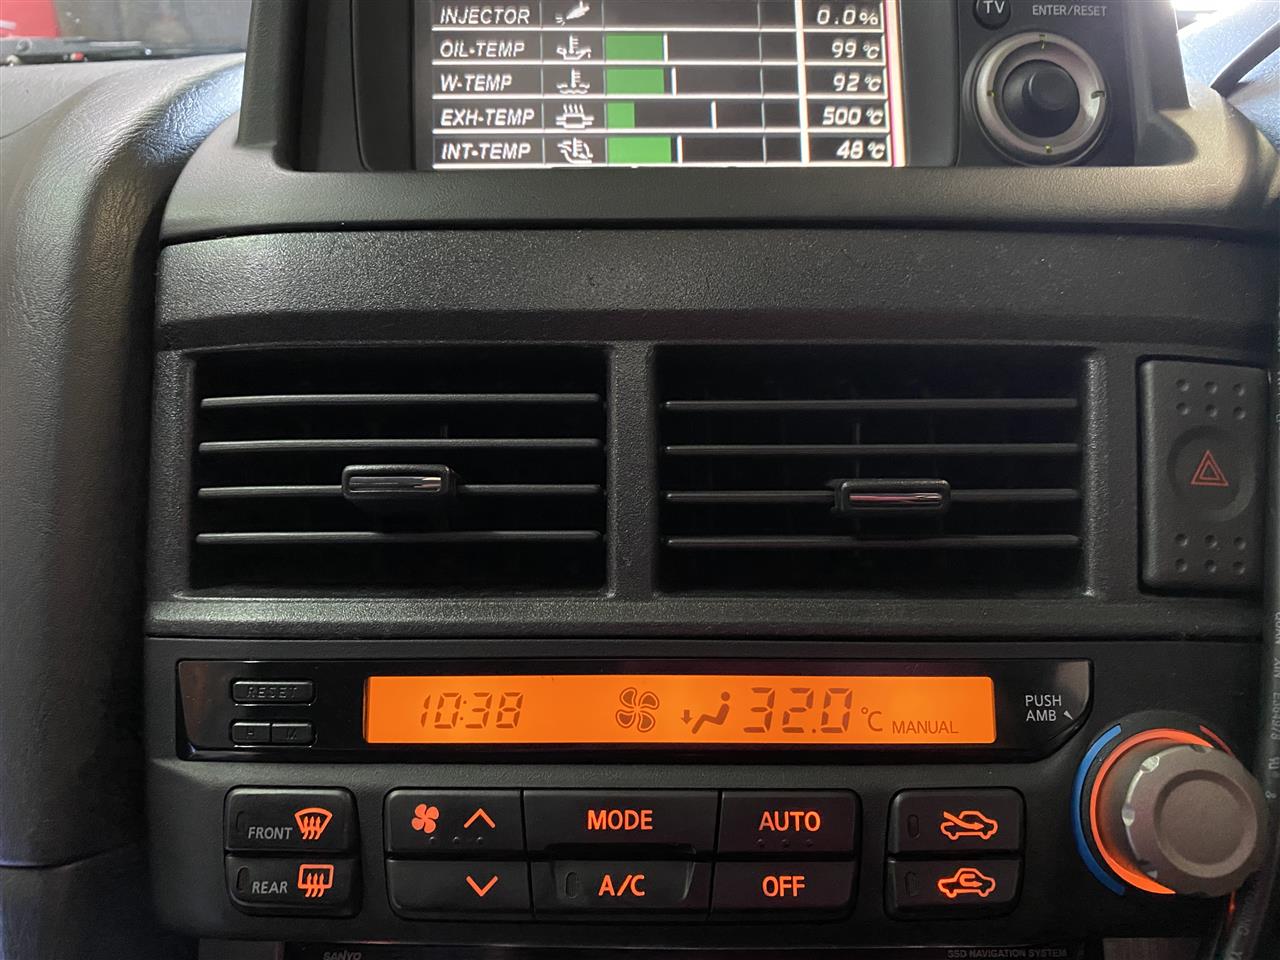 INJECTOR 0.0%
TV ENTER/RESET
OIL-TEMP 99℃
W-TEMP 92℃
EXH-TEMP 500℃
INT-TEMP 48℃
RESET
H M
10:38 32.0℃ MANUAL
PUSH
AMB
FRONT MODE AUTO
REAR A/C OFF
SANYO SSD NAVIGATION SYSTEM